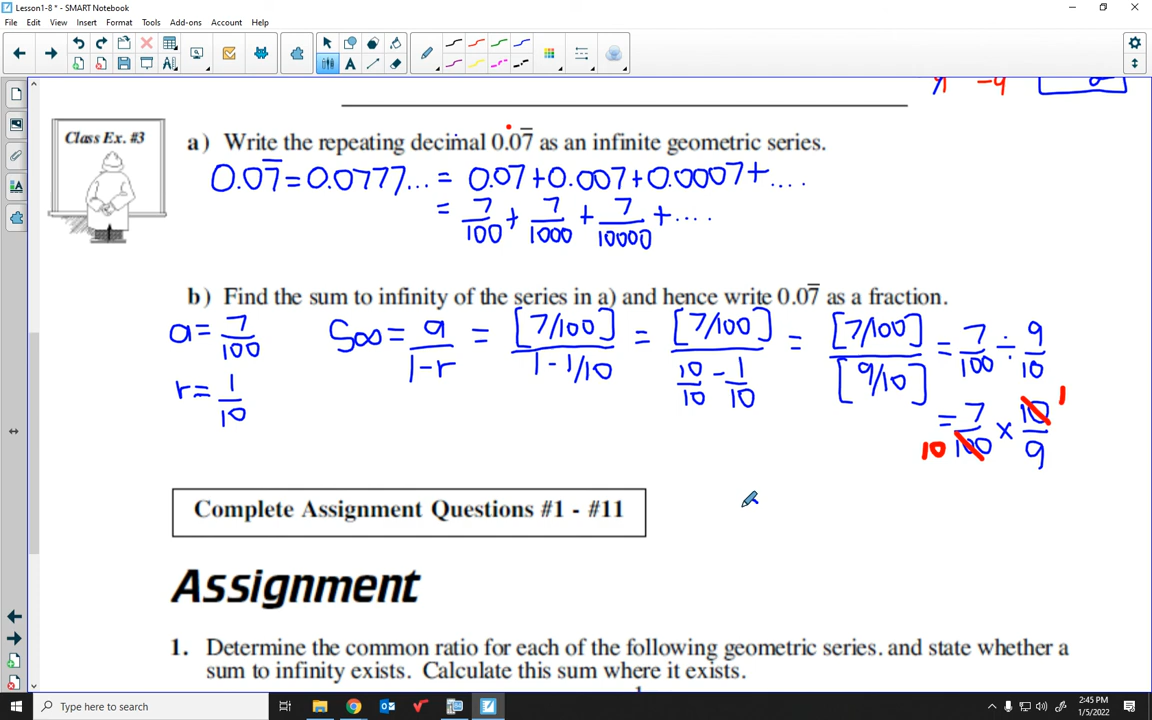 Lesson1-8 * - SMART Notebook
File Edit View Insert Format Tools Add-ons Account Help
Class Ex. #3
a) Write the repeating decimal 0.07̅ as an infinite geometric series.
0.07̅ = 0.0777... = 0.07 + 0.007 + 0.0007 + ....
= 7/100 + 7/1000 + 7/10000 + ....
b) Find the sum to infinity of the series in a) and hence write 0.07̅ as a fraction.
a = 7/100 S∞ = a/1-r = [7/100]/1-1/10 = [7/100]/10/10 - 1/10 = [7/100]/[9/10] = 7/100 ÷ 9/10
r = 1/10
= 7/100 × 10/9
1
10
Complete Assignment Questions #1 - #11
Assignment
1. Determine the common ratio for each of the following geometric series. and state whether a
sum to infinity exists. Calculate this sum where it exists.
Type here to search
2:45 PM
1/5/2022